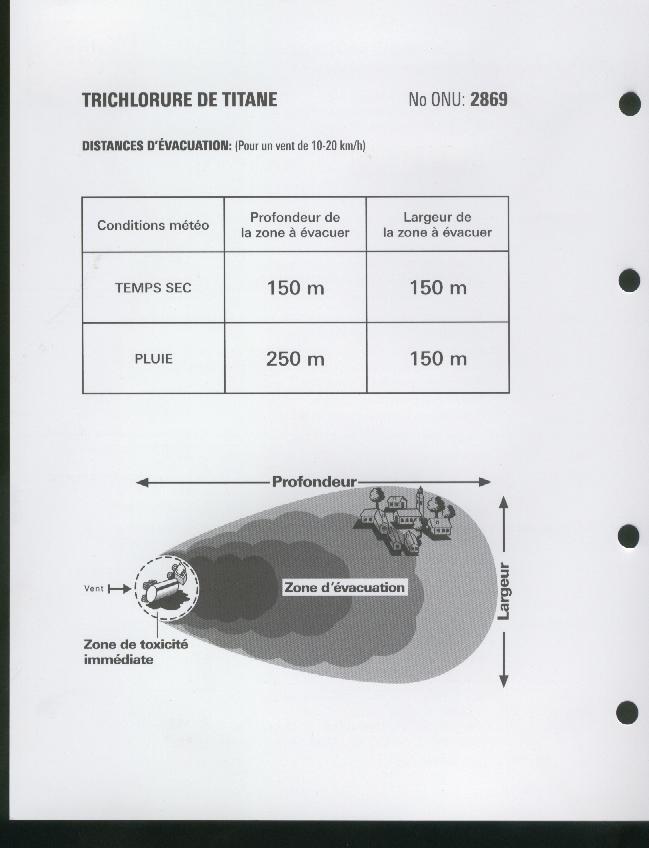 TRICHLORURE DE TITANE No ONU: 2869
DISTANCES D'ÉVACUATION: (Pour un vent de 10-20 km/h)
Conditions météo
Profondeur de
la zone à évacuer
Largeur de
la zone à évacuer
TEMPS SEC 150 m 150 m
PLUIE 250 m 150 m
Profondeur
Vent
Zone d'évacuation
Largeur
Zone de toxicité
immédiate